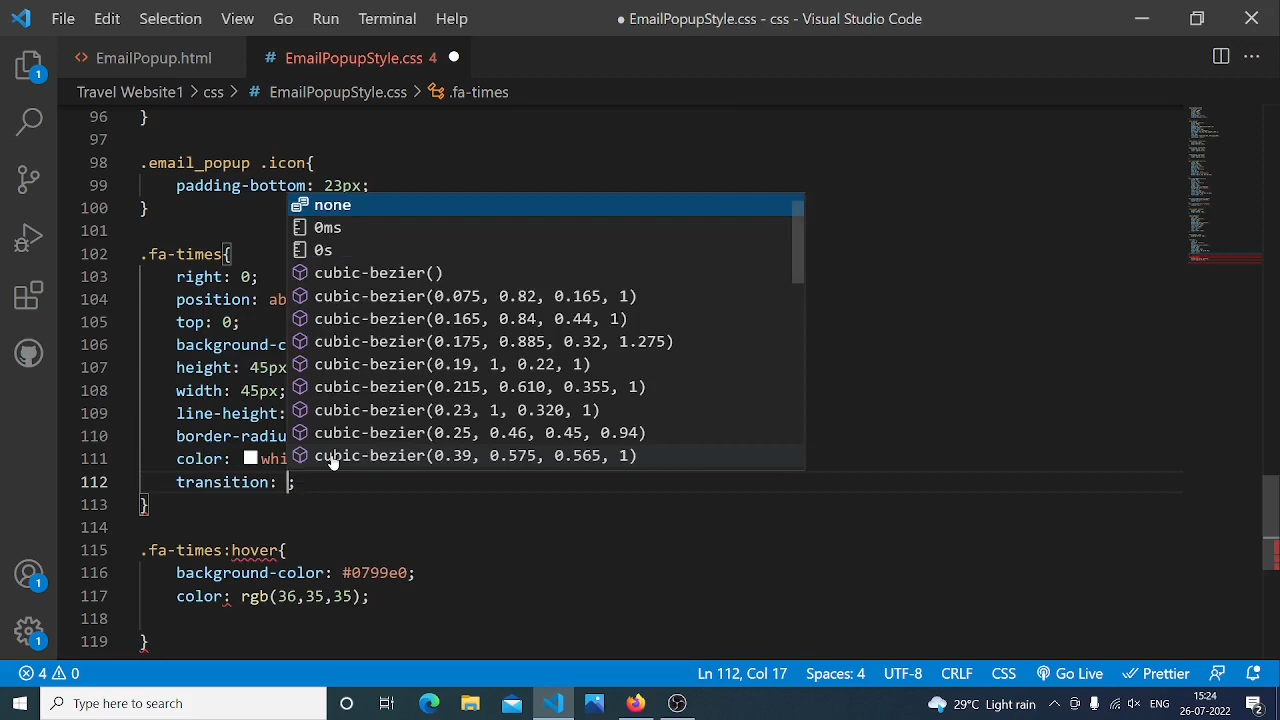 File Edit Selection View Go Run Terminal Help ● EmailPopupStyle.css - css - Visual Studio Code
EmailPopup.html # EmailPopupStyle.css 4
Travel Website1 > css > # EmailPopupStyle.css > .fa-times
96 }
97
98 .email_popup .icon{
99 padding-bottom: 23px;
100 }
101
102 .fa-times{
103 right: 0;
104 position: ab
105 top: 0;
106 background-c
107 height: 45px
108 width: 45px;
109 line-height:
110 border-radiu
111 color: whi
112 transition: ;
113 }
114
115 .fa-times:hover{
116 background-color: #0799e0;
117 color: rgb(36,35,35);
118
119 }
none
0ms
0s
cubic-bezier()
cubic-bezier(0.075, 0.82, 0.165, 1)
cubic-bezier(0.165, 0.84, 0.44, 1)
cubic-bezier(0.175, 0.885, 0.32, 1.275)
cubic-bezier(0.19, 1, 0.22, 1)
cubic-bezier(0.215, 0.610, 0.355, 1)
cubic-bezier(0.23, 1, 0.320, 1)
cubic-bezier(0.25, 0.46, 0.45, 0.94)
cubic-bezier(0.39, 0.575, 0.565, 1)
1
1
1
4 0 Ln 112, Col 17 Spaces: 4 UTF-8 CRLF CSS Go Live Prettier
Type here to search 29°C Light rain ENG 15:24
26-07-2022 2